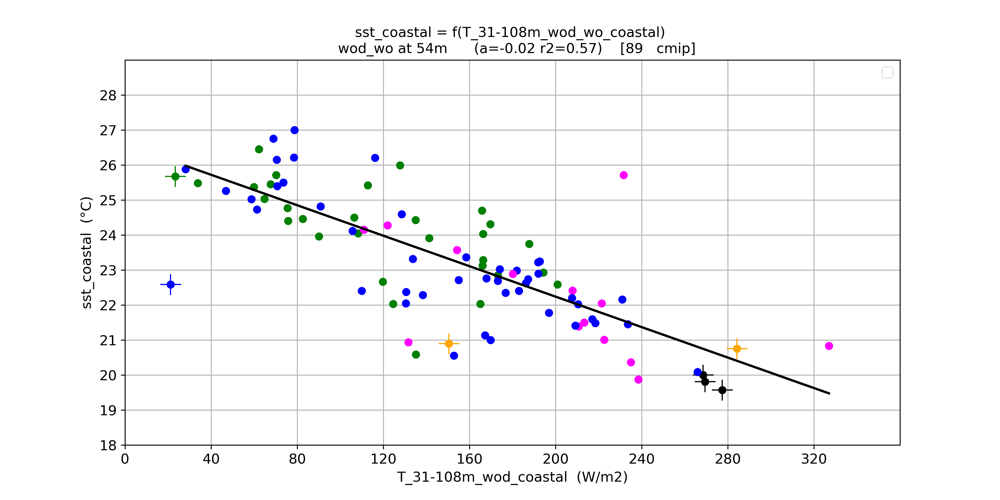 sst_coastal = f(T_31-108m_wod_wo_coastal)
wod_wo at 54m (a=-0.02 r2=0.57) [89 cmip]
28
27
26
25
24
23
22
21
20
19
18
sst_coastal (°C)
0 40 80 120 160 200 240 280 320
T_31-108m_wod_coastal (W/m2)